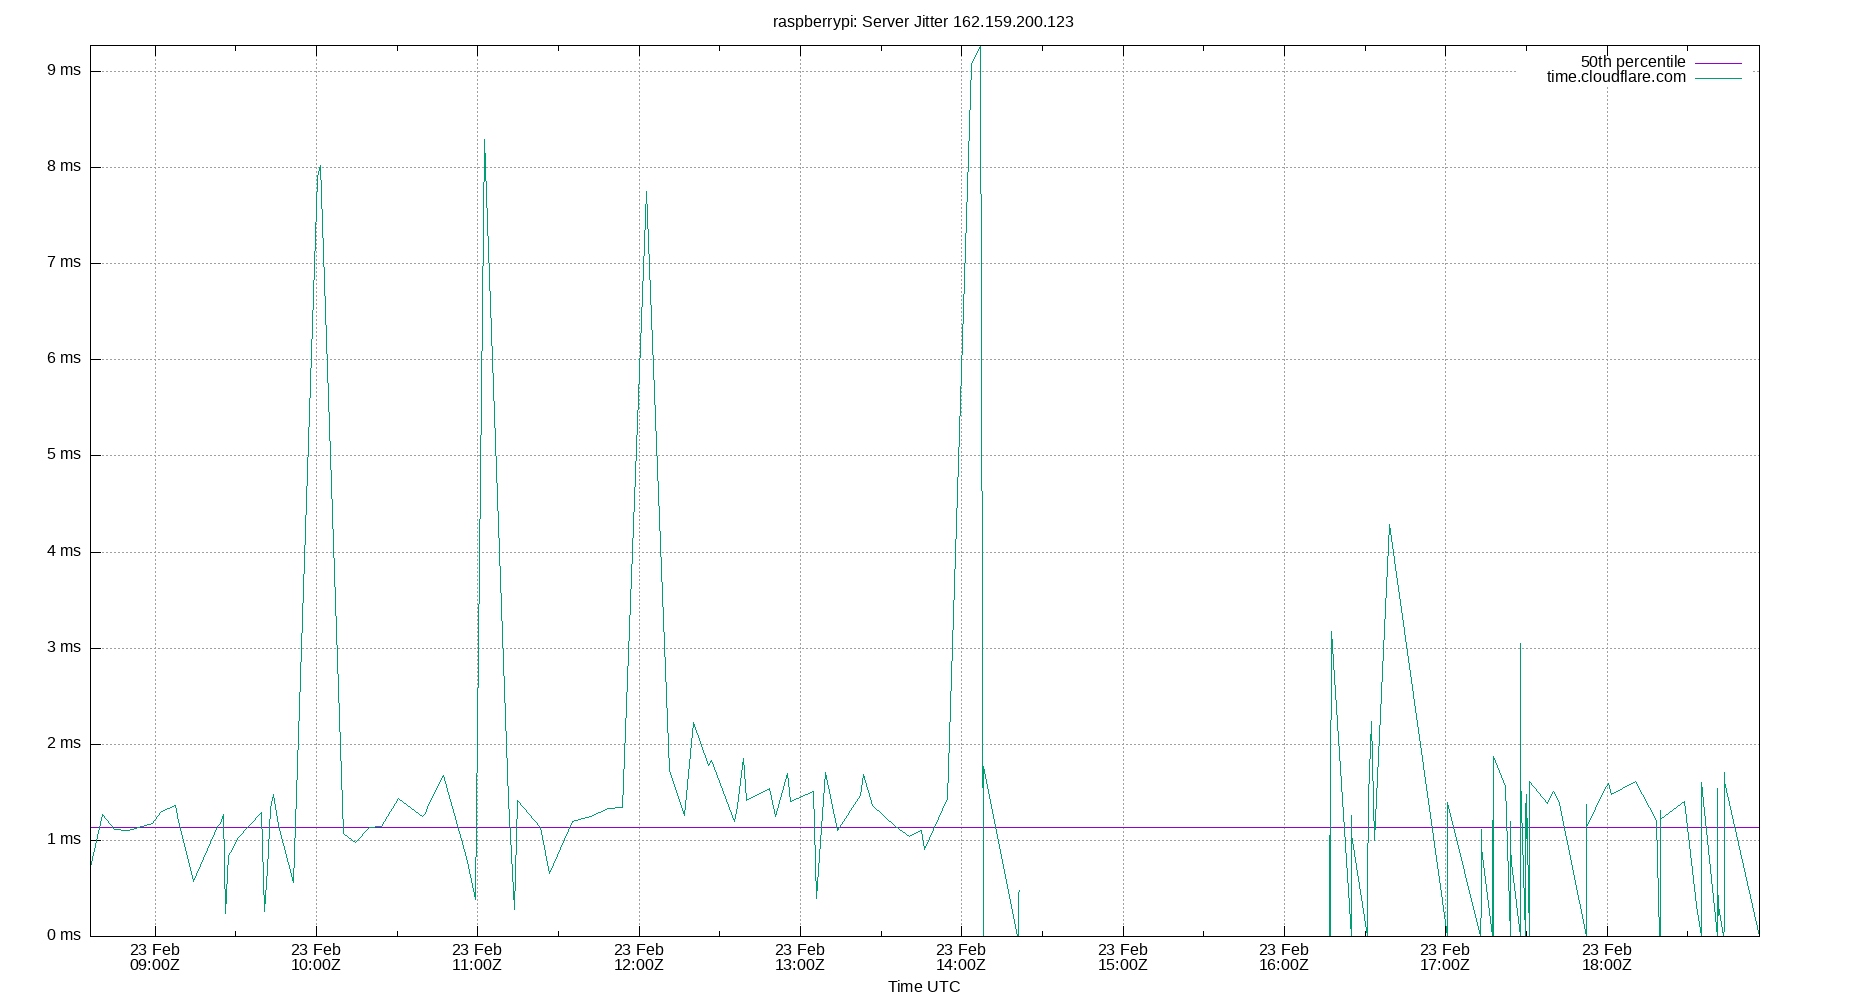 raspberrypi: Server Jitter 162.159.200.123
50th percentile
time.cloudflare.com
9 ms
8 ms
7 ms
6 ms
5 ms
4 ms
3 ms
2 ms
1 ms
0 ms
23 Feb 23 Feb 23 Feb 23 Feb 23 Feb 23 Feb 23 Feb 23 Feb 23 Feb 23 Feb
09:00Z 10:00Z 11:00Z 12:00Z 13:00Z 14:00Z 15:00Z 16:00Z 17:00Z 18:00Z
Time UTC